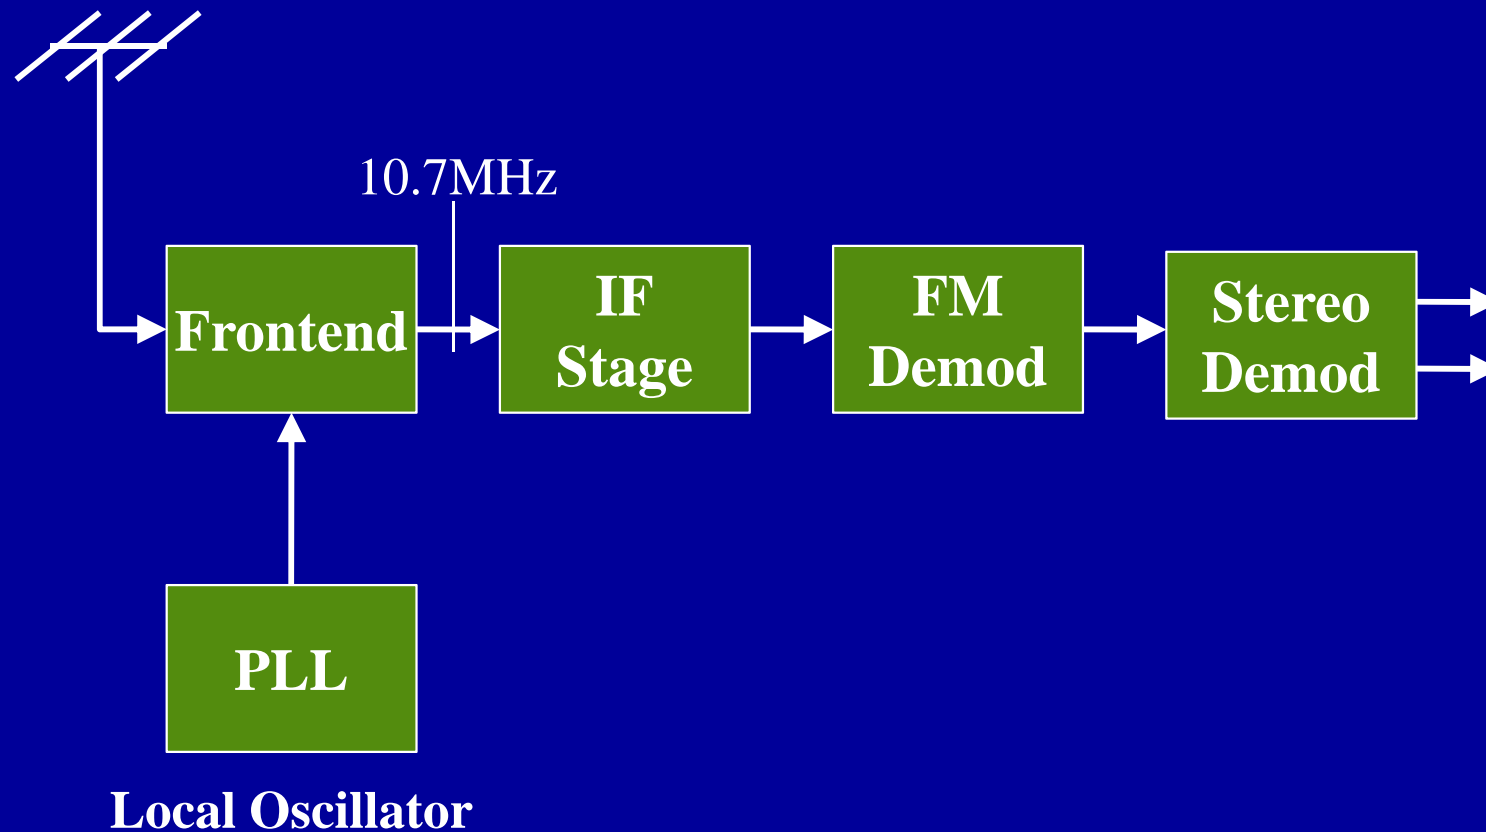 10.7MHz
Frontend
IF
Stage
FM
Demod
Stereo
Demod
PLL
Local Oscillator